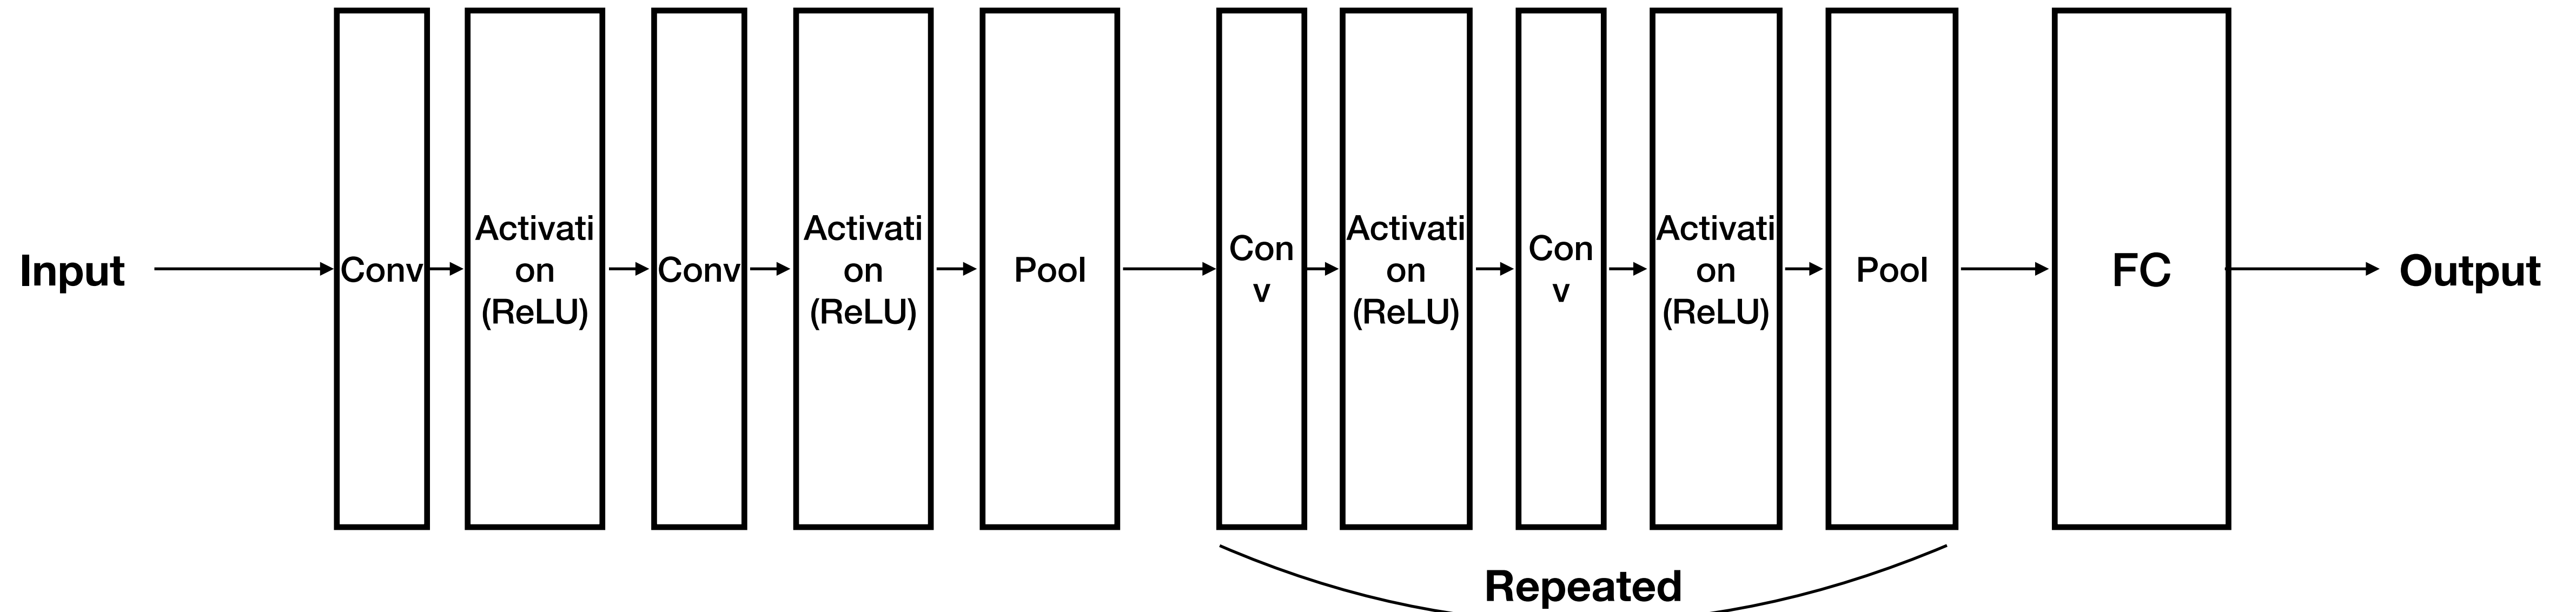 Input
Conv
Activati
on
(ReLU)
Conv
Activati
on
(ReLU)
Pool
Con
v
Activati
on
(ReLU)
Con
v
Activati
on
(ReLU)
Pool
FC
Output
Repeated